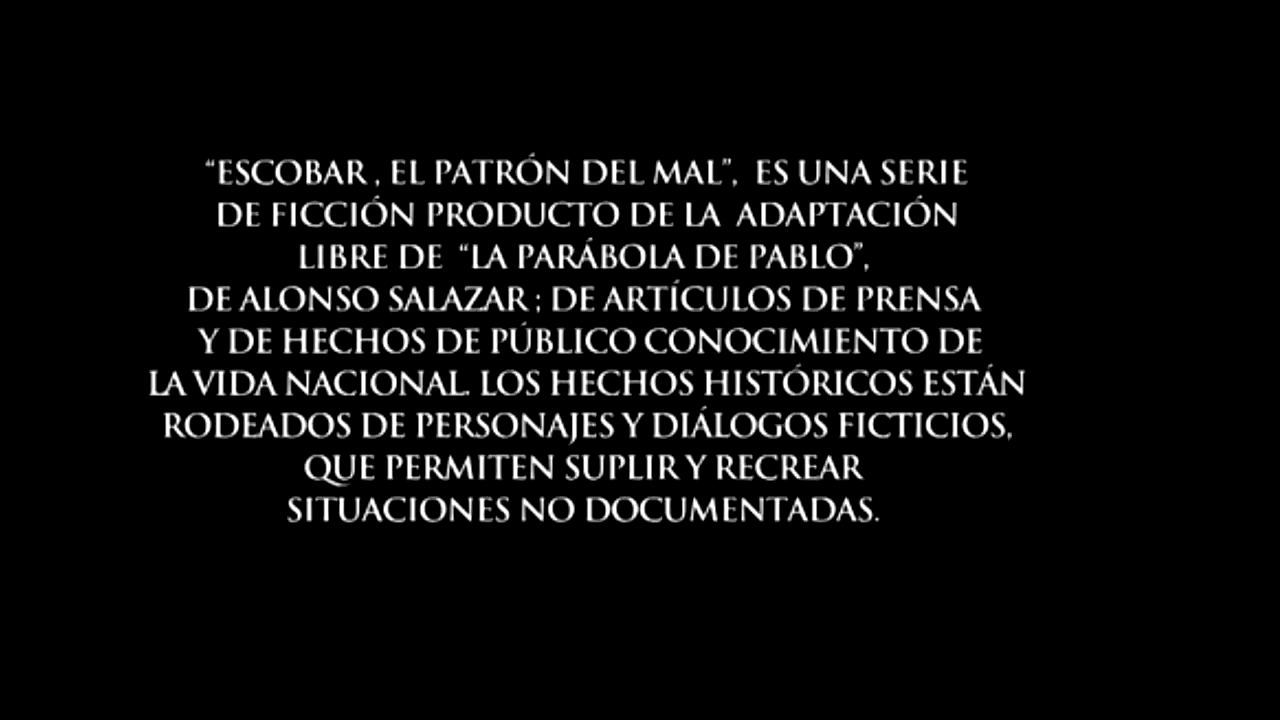 “ESCOBAR , EL PATRÓN DEL MAL”, ES UNA SERIE
DE FICCIÓN PRODUCTO DE LA ADAPTACIÓN
LIBRE DE “LA PARÁBOLA DE PABLO”,
DE ALONSO SALAZAR ; DE ARTÍCULOS DE PRENSA
Y DE HECHOS DE PÚBLICO CONOCIMIENTO DE
LA VIDA NACIONAL. LOS HECHOS HISTÓRICOS ESTÁN
RODEADOS DE PERSONAJES Y DIÁLOGOS FICTICIOS,
QUE PERMITEN SUPLIR Y RECREAR
SITUACIONES NO DOCUMENTADAS.